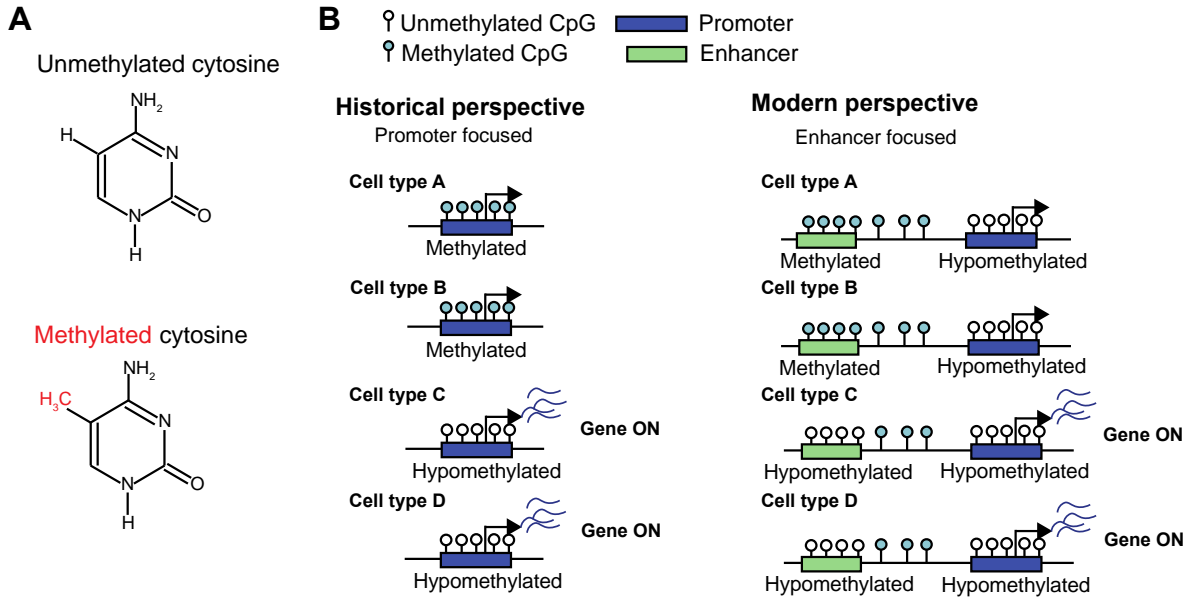 A
Unmethylated cytosine
NH2
H
N
N
O
H
Methylated cytosine
NH2
H3C
N
N
O
H
B
Unmethylated CpG
Promoter
Methylated CpG
Enhancer
Historical perspective
Promoter focused
Cell type A
Methylated
Cell type B
Methylated
Cell type C
Gene ON
Hypomethylated
Cell type D
Gene ON
Hypomethylated
Modern perspective
Enhancer focused
Cell type A
Methylated
Hypomethylated
Cell type B
Methylated
Hypomethylated
Cell type C
Gene ON
Hypomethylated
Hypomethylated
Cell type D
Gene ON
Hypomethylated
Hypomethylated